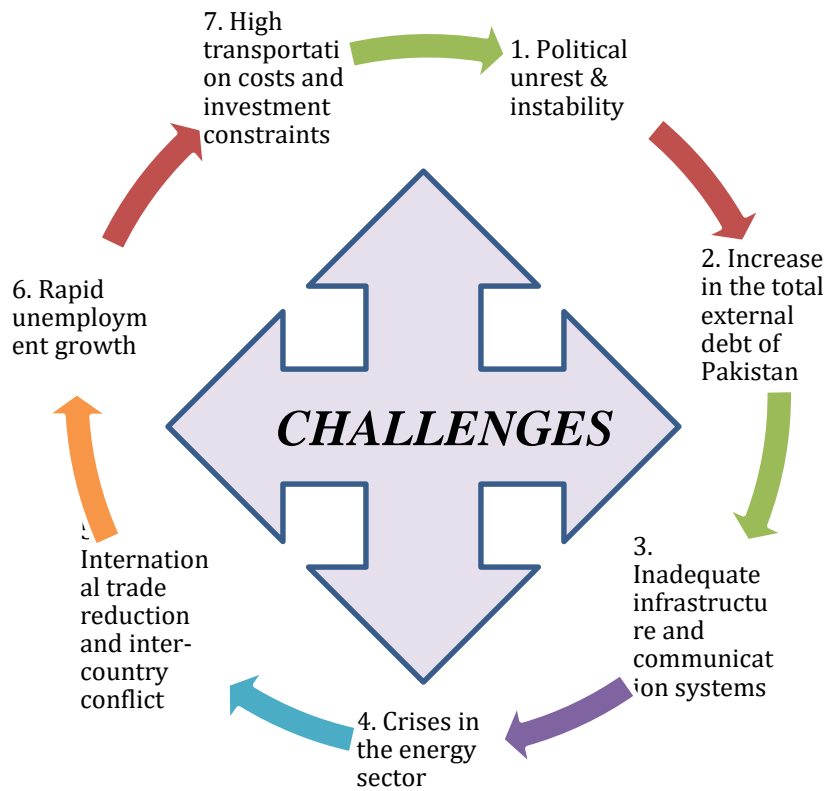 7. High
transportati
on costs and
investment
constraints
1. Political
unrest &
instability
2. Increase
in the total
external
debt of
Pakistan
3.
Inadequate
infrastructu
re and
communicat
ion systems
4. Crises in
the energy
sector
Internation
al trade
reduction
and inter-
country
conflict
6. Rapid
unemploym
ent growth
CHALLENGES